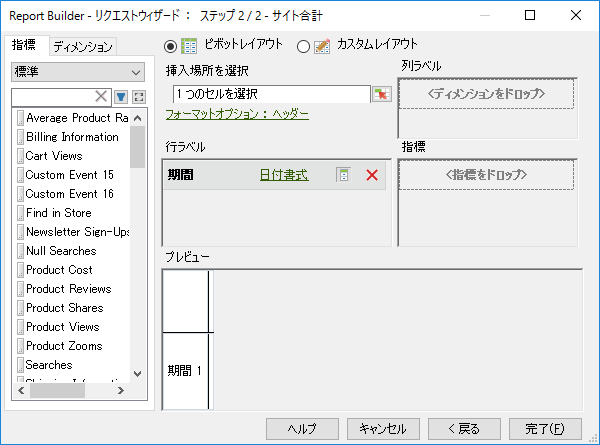 Report Builder - リクエストウィザード： ステップ 2 / 2 - サイト合計
指標 ディメンション
標準
Average Product Ra
Billing Information
Cart Views
Custom Event 15
Custom Event 16
Find in Store
Newsletter Sign-Ups
Null Searches
Product Cost
Product Reviews
Product Shares
Product Views
Product Zooms
Searches
ピボットレイアウト カスタムレイアウト
挿入場所を選択
1 つのセルを選択
フォーマットオプション： ヘッダー
列ラベル
<ディメンションをドロップ>
行ラベル
期間 日付書式
指標
<指標をドロップ>
プレビュー
期間 1
ヘルプ キャンセル < 戻る 完了(F)